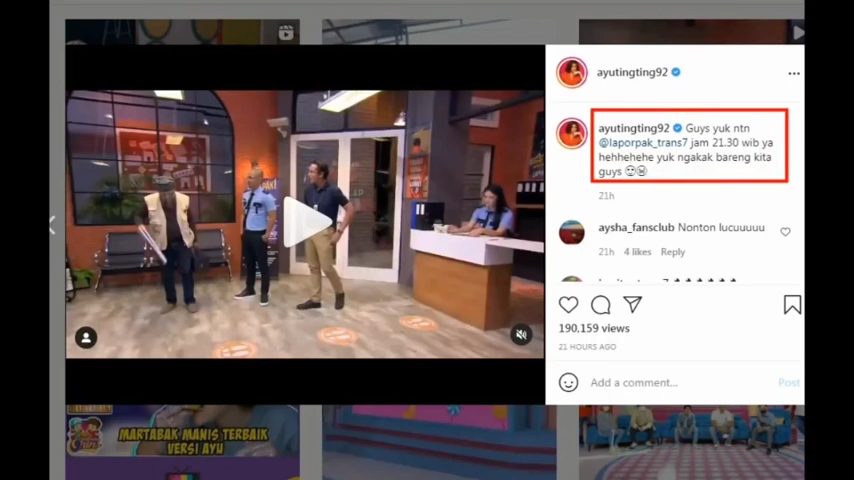 ayutingting92
ayutingting92 Guys yuk ntn
@laporpak_trans7 jam 21.30 wib ya
hehhehehe yuk ngakak bareng kita
guys
21h
aysha_fansclub Nonton lucuuuuu
21h 4 likes Reply
190,159 views
21 HOURS AGO
Add a comment... Post
MARTABAK MANIS TERBAIK
VERSI AYU